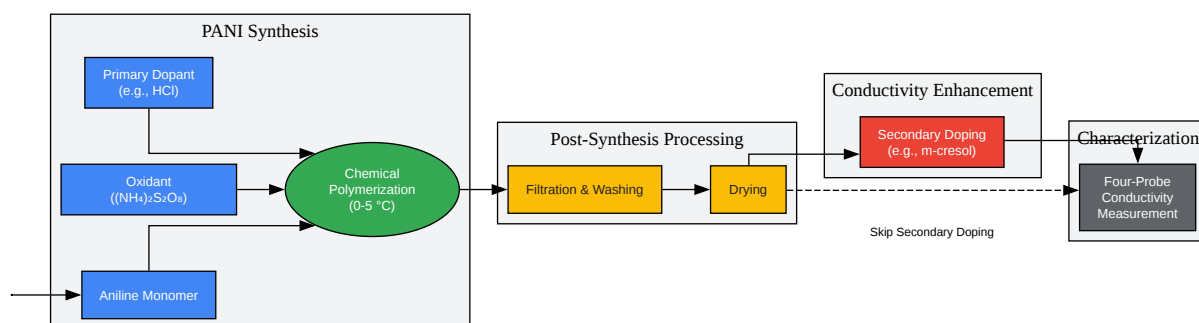 PANI Synthesis
Primary Dopant
(e.g., HCl)
Oxidant
((NH₄)₂S₂O₈)
Aniline Monomer
Chemical
Polymerization
(0-5 °C)
Post-Synthesis Processing
Filtration & Washing
Drying
Conductivity Enhancement
Secondary Doping
(e.g., m-cresol)
Skip Secondary Doping
Characterization
Four-Probe
Conductivity
Measurement